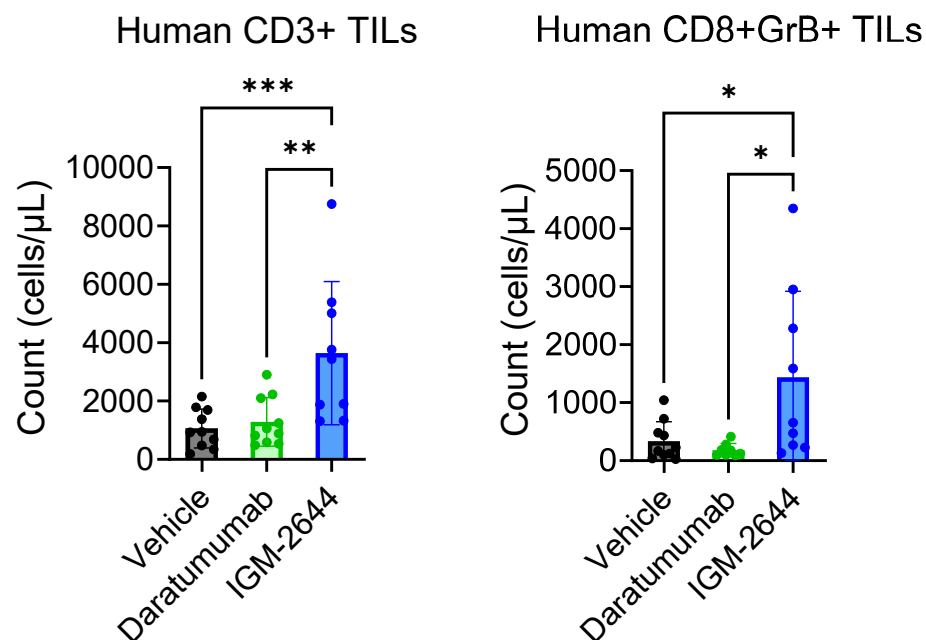 Human CD3+ TILs
***
**
Count (cells/µL)
10000
8000
6000
4000
2000
0
Vehicle
Daratumumab
IGM-2644
Human CD8+GrB+ TILs
*
*
Count (cells/µL)
5000
4000
3000
2000
1000
0
Vehicle
Daratumumab
IGM-2644